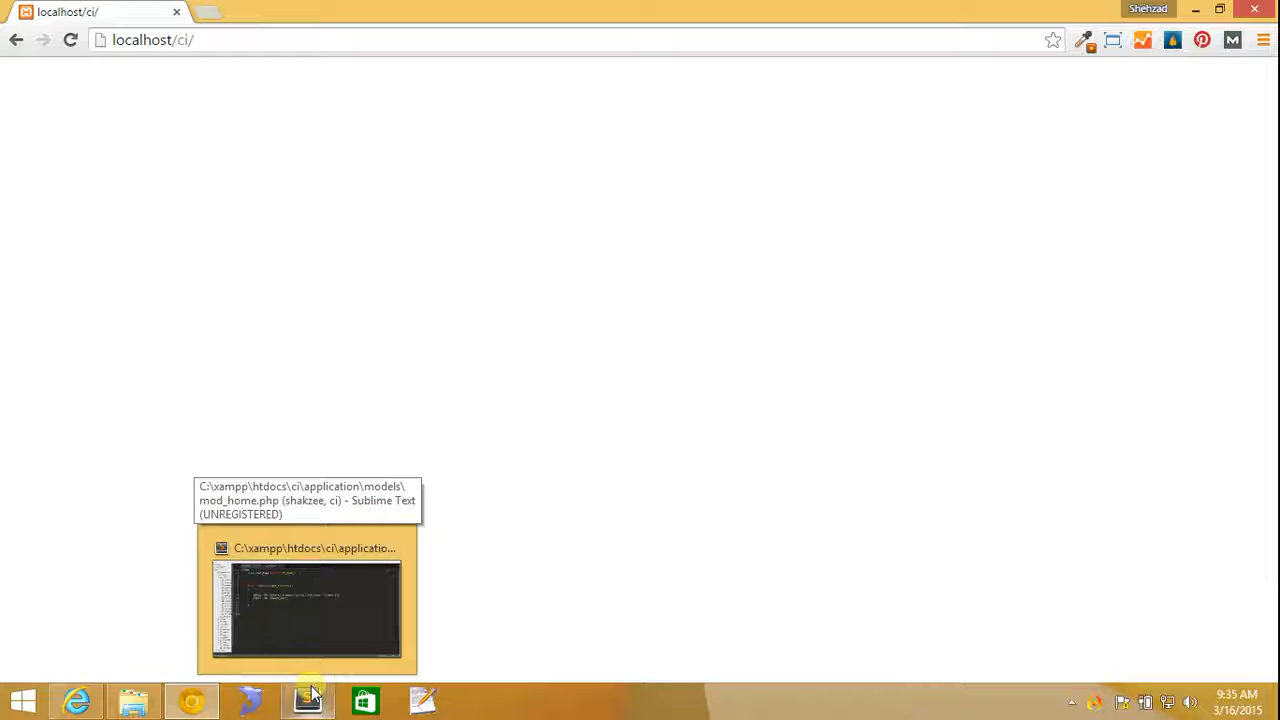 localhost/ci/
Shehzad
localhost/ci/
C:\xampp\htdocs\ci\application\models\
mod_home.php (shakzee, ci) - Sublime Text
(UNREGISTERED)
C:\xampp\htdocs\ci\applicatio...
9:35 AM
3/16/2015